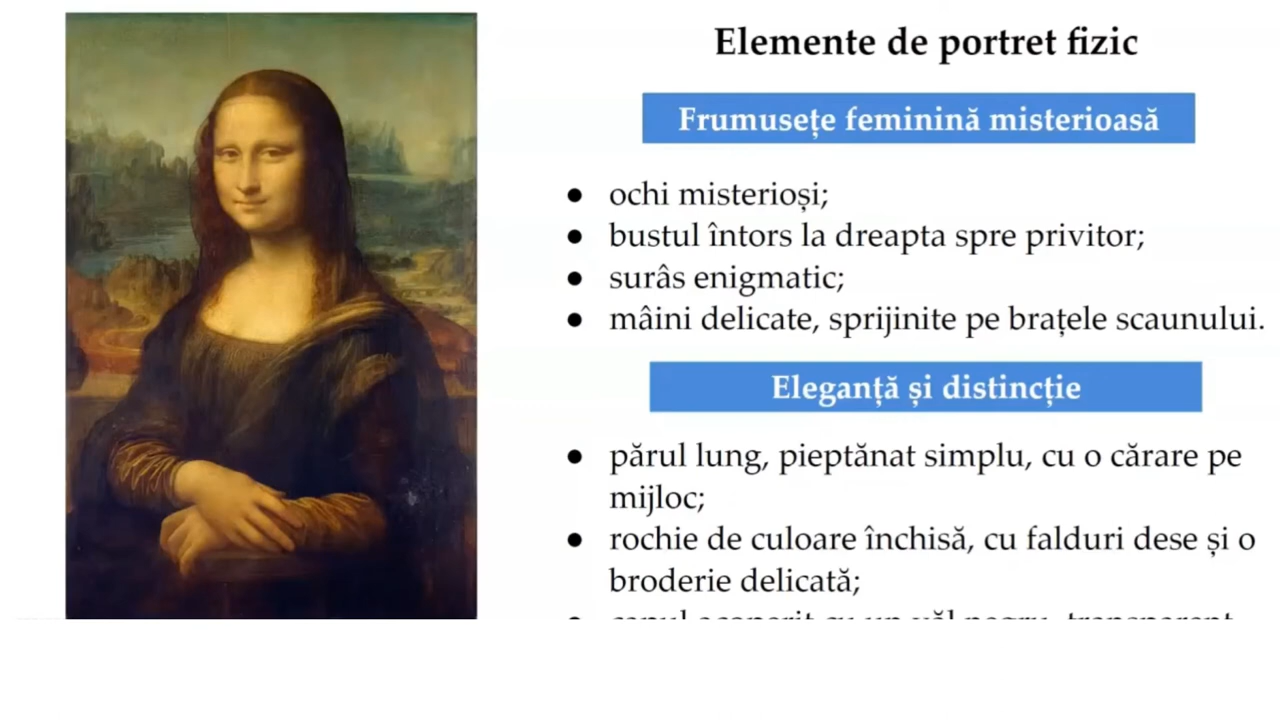 Elemente de portret fizic
Frumusețe feminină misterioasă
● ochi misterioși;
● bustul întors la dreapta spre privitor;
● surâs enigmatic;
● mâini delicate, sprijinite pe brațele scaunului.
Eleganță și distincție
● părul lung, pieptănat simplu, cu o cărare pe
mijloc;
● rochie de culoare închisă, cu falduri dese și o
broderie delicată;